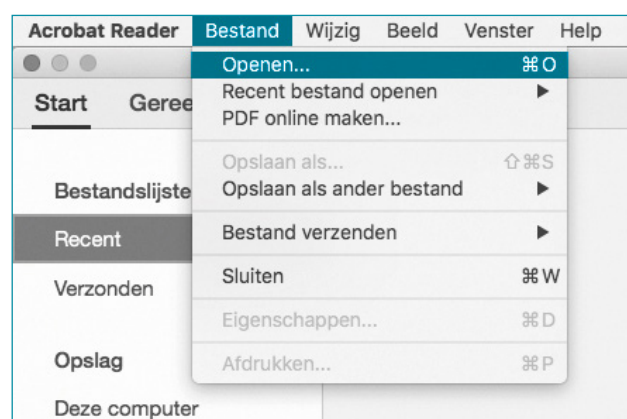 Acrobat Reader Bestand Wijzig Beeld Venster Help
Openen... ⌘O
Recent bestand openen ▶
PDF online maken...
Opslaan als... ⇧⌘S
Opslaan als ander bestand ▶
Bestand verzenden ▶
Sluiten ⌘W
Eigenschappen... ⌘D
Afdrukken... ⌘P
Start Geree
Bestandslijste
Recent
Verzonden
Opslag
Deze computer